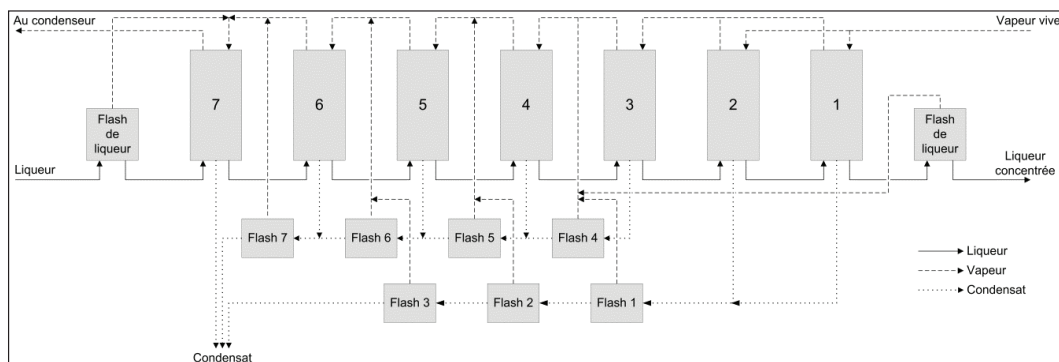 Au condenseur
Vapeur vive
7
6
5
4
3
2
1
Flash
de
liqueur
Flash
de
liqueur
Liqueur
Liqueur
concentrée
Flash 7
Flash 6
Flash 5
Flash 4
Flash 3
Flash 2
Flash 1
Liqueur
Vapeur
Condensat
Condensat